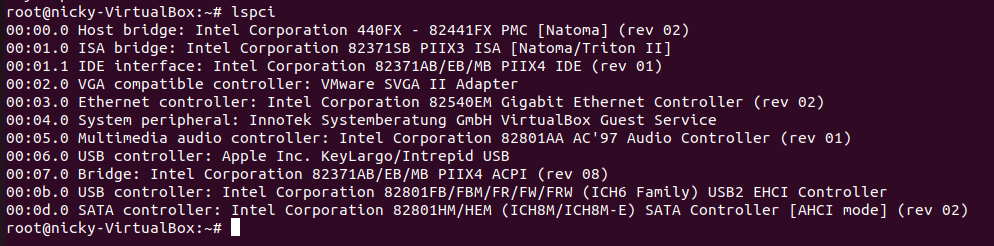 root@nicky-VirtualBox:~# lspci
00:00.0 Host bridge: Intel Corporation 440FX - 82441FX PMC [Natoma] (rev 02)
00:01.0 ISA bridge: Intel Corporation 82371SB PIIX3 ISA [Natoma/Triton II]
00:01.1 IDE interface: Intel Corporation 82371AB/EB/MB PIIX4 IDE (rev 01)
00:02.0 VGA compatible controller: VMware SVGA II Adapter
00:03.0 Ethernet controller: Intel Corporation 82540EM Gigabit Ethernet Controller (rev 02)
00:04.0 System peripheral: InnoTek Systemberatung GmbH VirtualBox Guest Service
00:05.0 Multimedia audio controller: Intel Corporation 82801AA AC'97 Audio Controller (rev 01)
00:06.0 USB controller: Apple Inc. KeyLargo/Intrepid USB
00:07.0 Bridge: Intel Corporation 82371AB/EB/MB PIIX4 ACPI (rev 08)
00:0b.0 USB controller: Intel Corporation 82801FB/FBM/FR/FW/FRW (ICH6 Family) USB2 EHCI Controller
00:0d.0 SATA controller: Intel Corporation 82801HM/HEM (ICH8M/ICH8M-E) SATA Controller [AHCI mode] (rev 02)
root@nicky-VirtualBox:~#